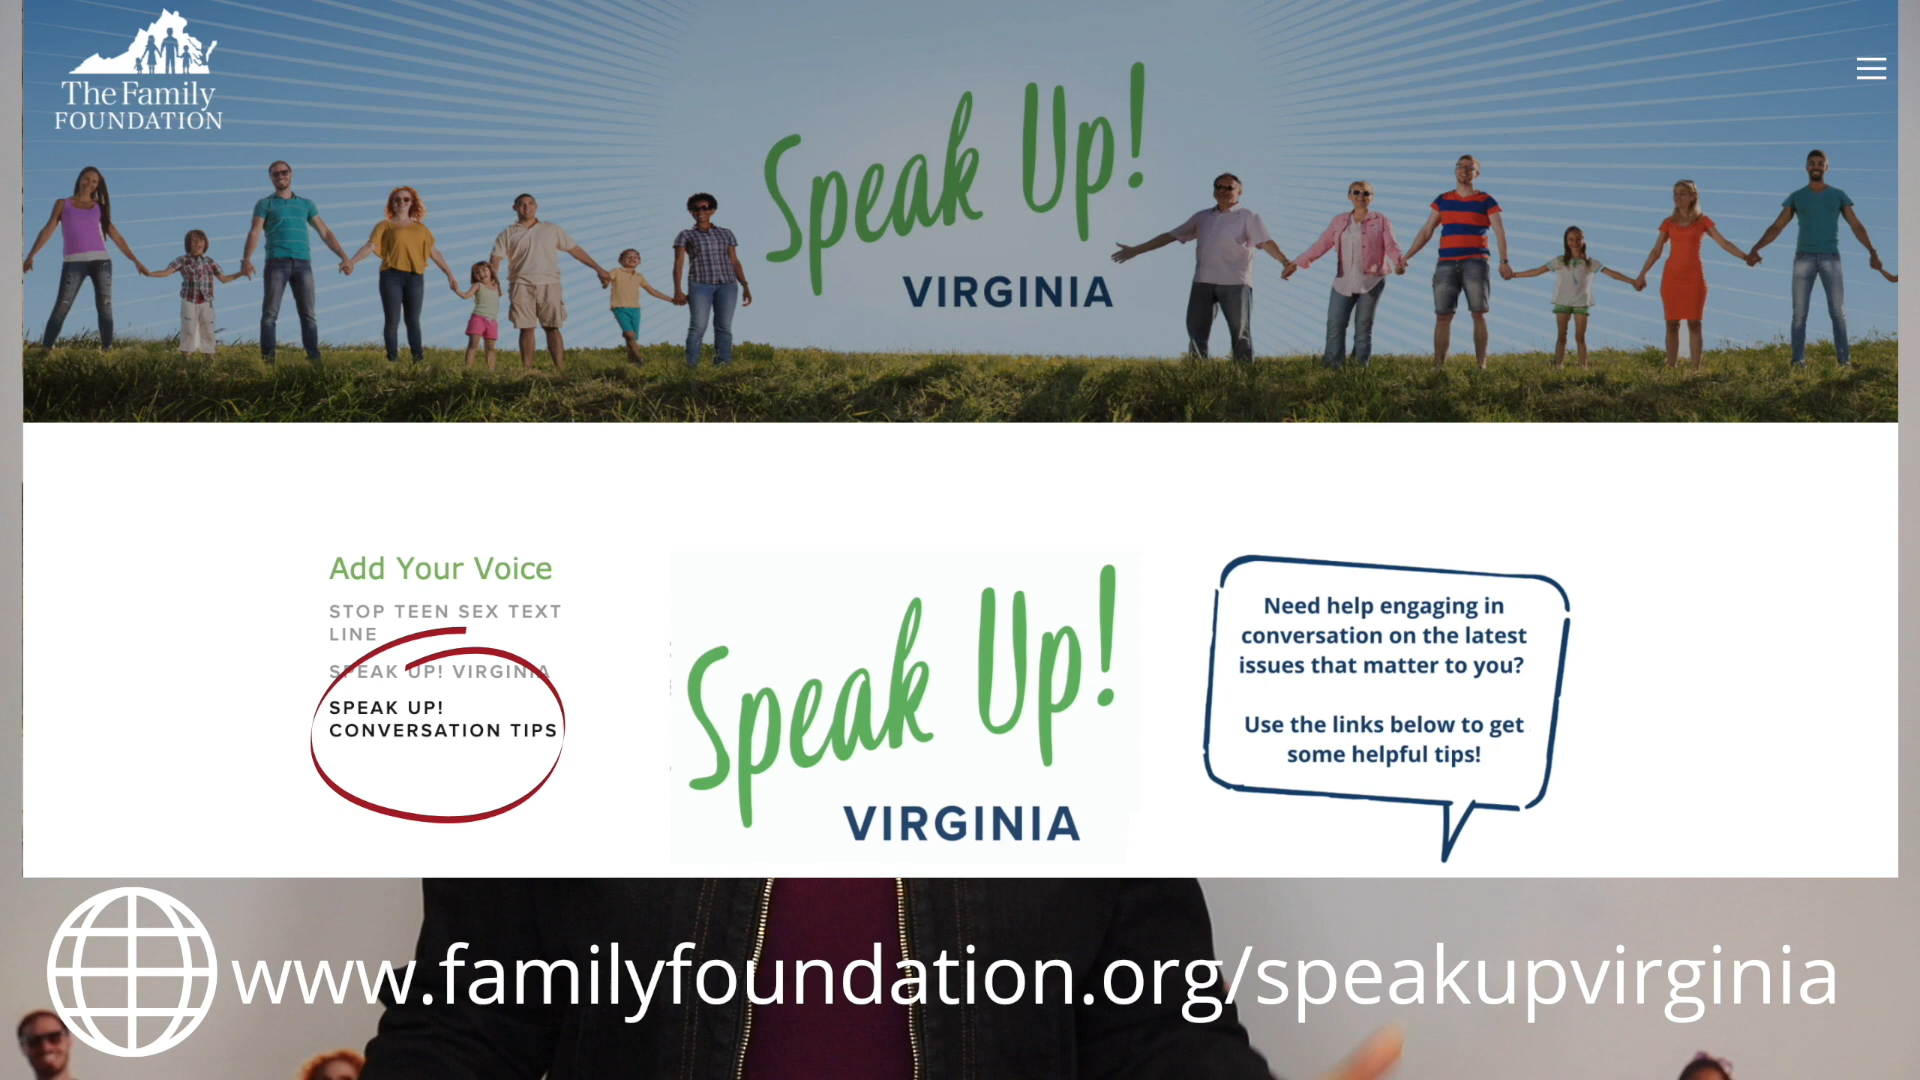 The Family
FOUNDATION
Speak Up!
VIRGINIA
Add Your Voice
STOP TEEN SEX TEXT
LINE
SPEAK UP! VIRGINIA
SPEAK UP!
CONVERSATION TIPS
Speak Up!
VIRGINIA
Need help engaging in
conversation on the latest
issues that matter to you?
Use the links below to get
some helpful tips!
www.familyfoundation.org/speakupvirginia